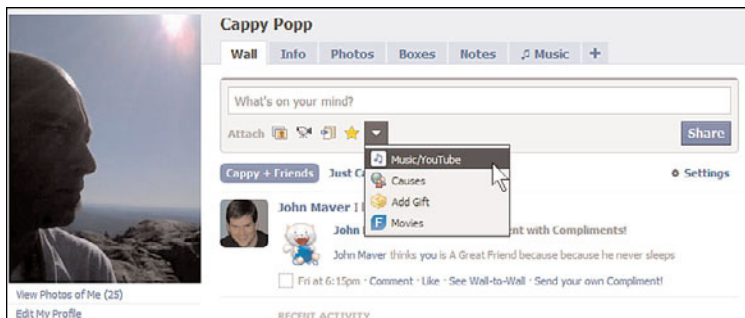 Cappy Popp
Wall Info Photos Boxes Notes Music +
What's on your mind?
Attach Share
Music/YouTube
Causes
Add Gift
Movies
Cappy + Friends Just Settings
John Maver
John nt with Compliments!
John Maver thinks you is A Great Friend because because he never sleeps
Fri at 6:15pm · Comment · Like · See Wall-to-Wall · Send your own Compliment!
RECENT ACTIVITY
View Photos of Me (25)
Edit My Profile